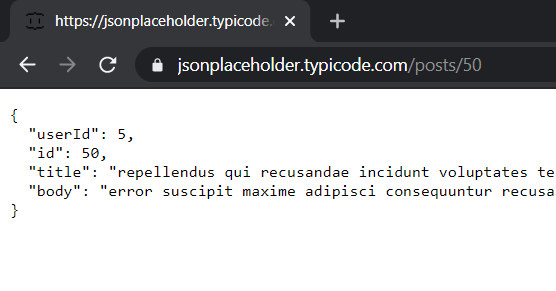 https://jsonplaceholder.typicode.
jsonplaceholder.typicode.com/posts/50
{
"userId": 5,
"id": 50,
"title": "repellendus qui recusandae incidunt voluptates te
"body": "error suscipit maxime adipisci consequuntur recusa
}